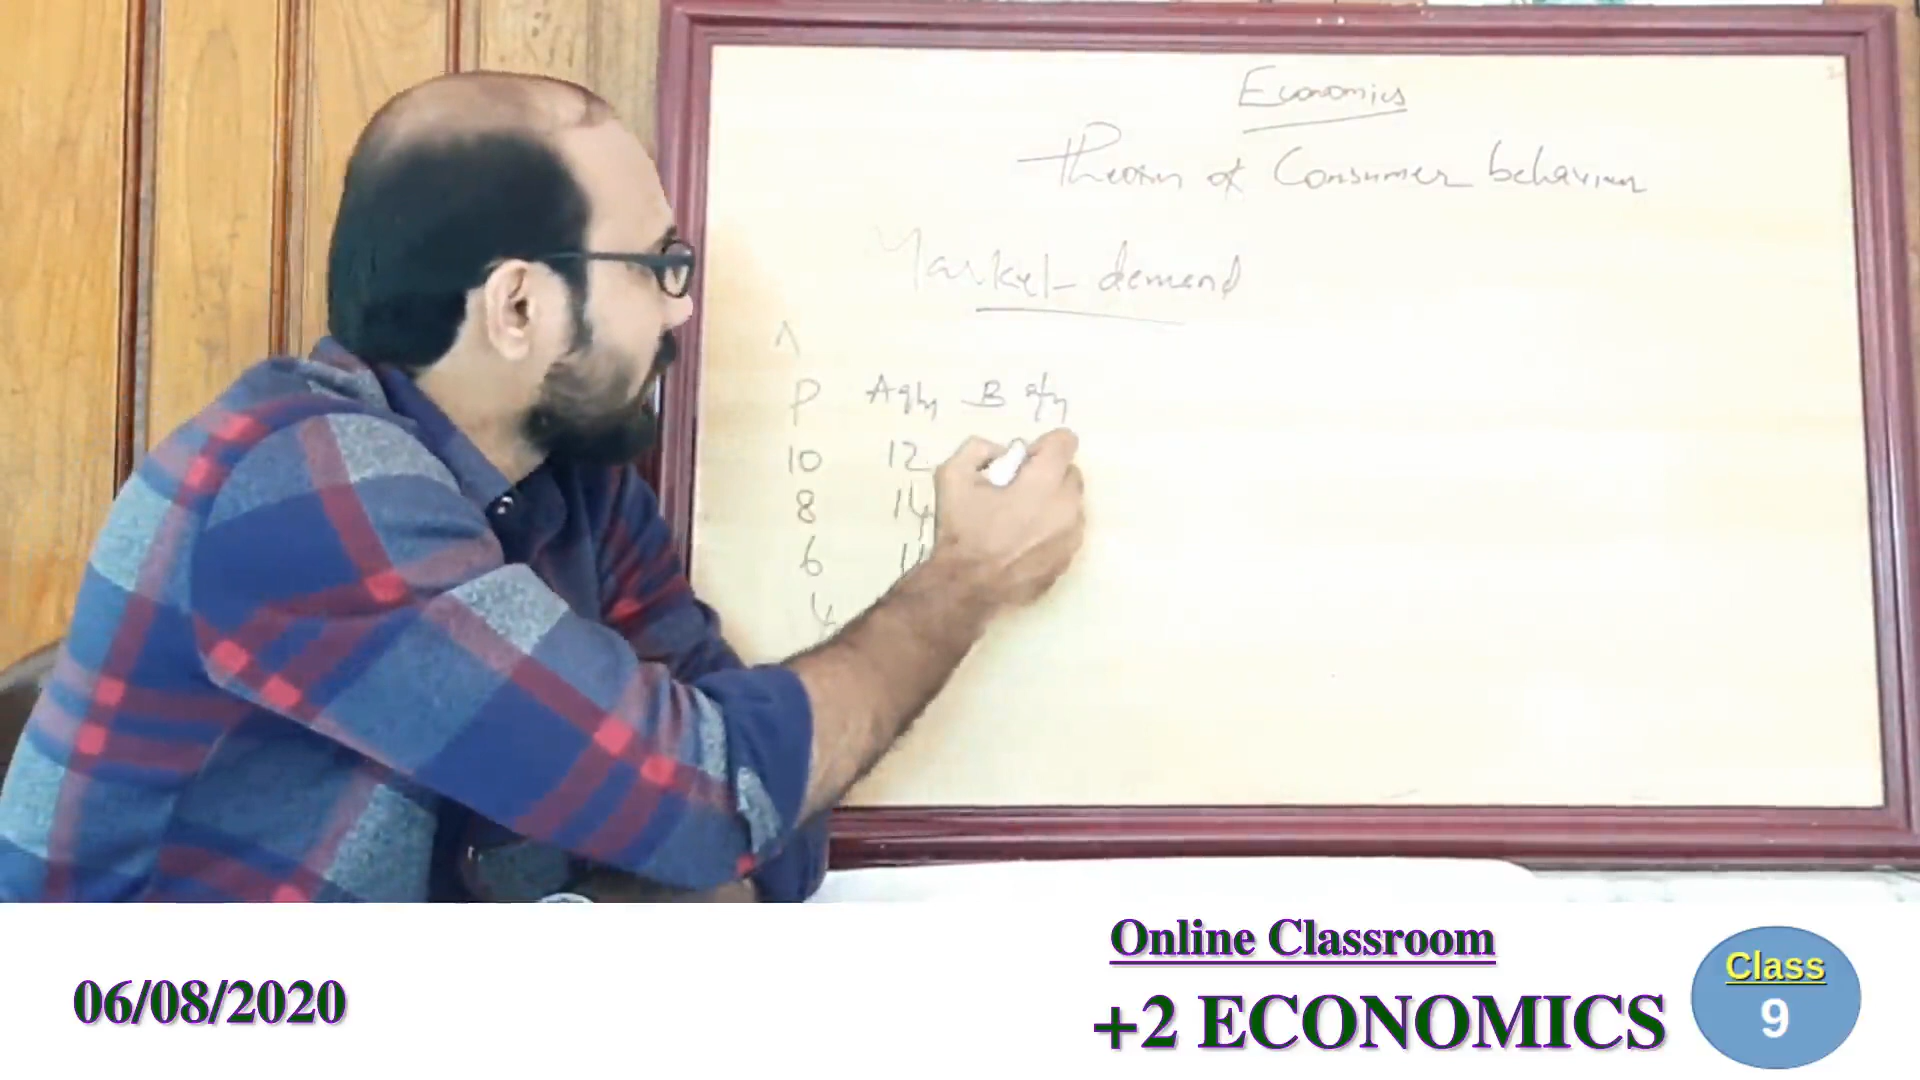 Economics
Theory of Consumer behaviour
Market demand
P A qty B qty
10 12
8 14
6
4
Online Classroom
06/08/2020
+2 ECONOMICS
Class
9